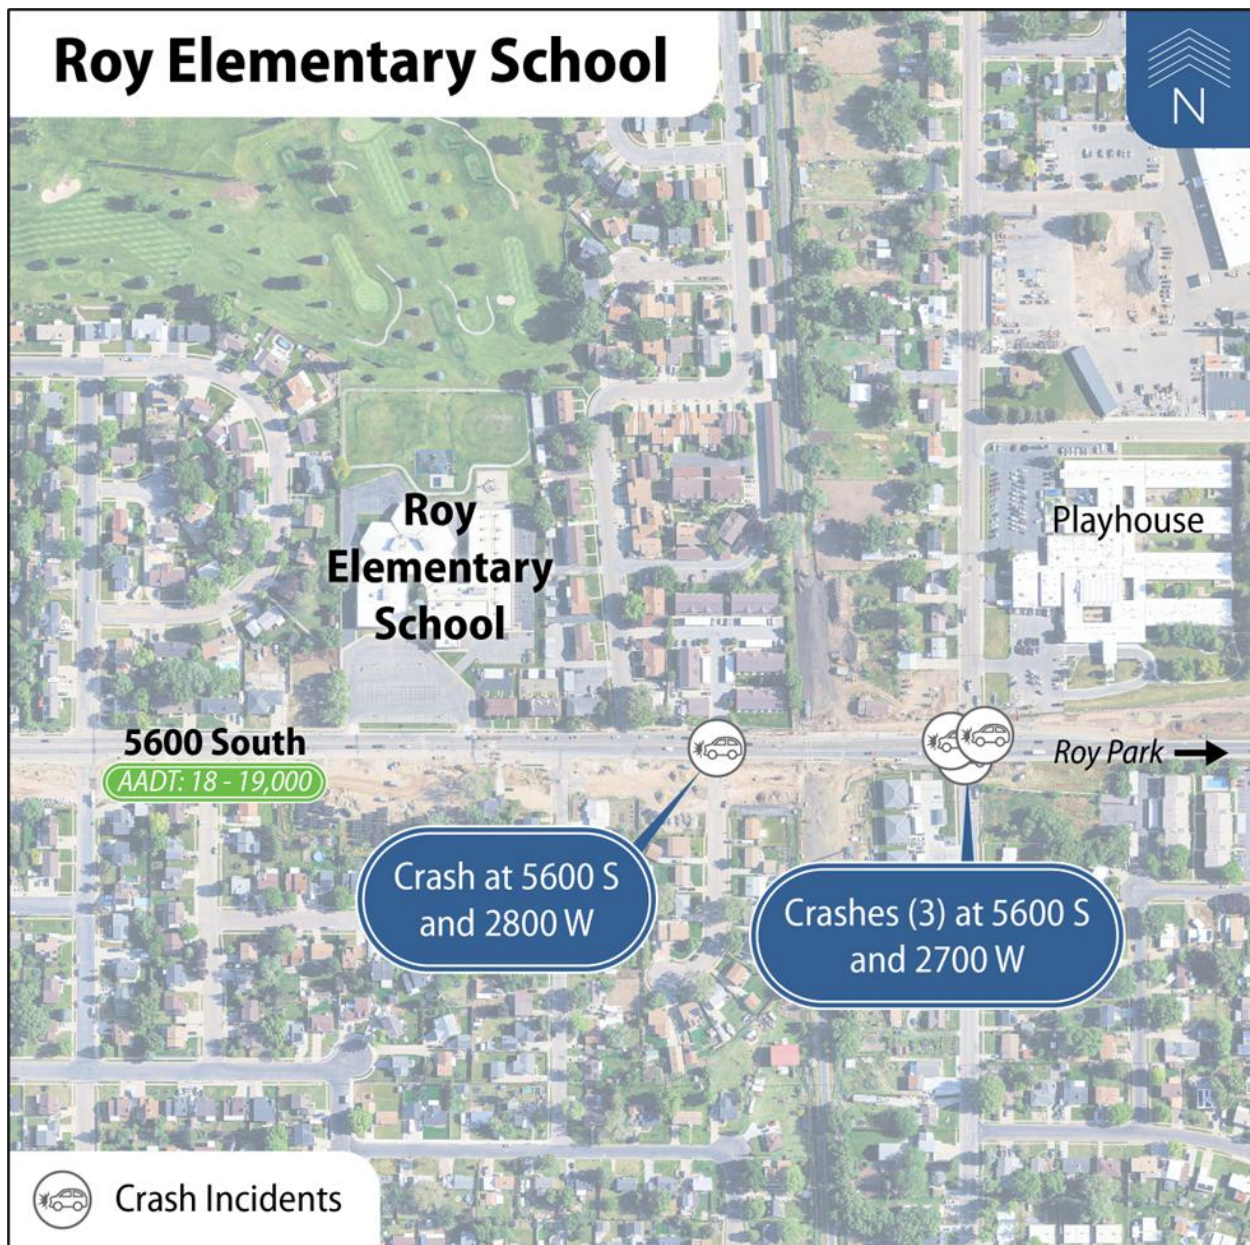 Roy Elementary School
N
Roy
Elementary
School
Playhouse
5600 South
AADT: 18 - 19,000
Roy Park
Crash at 5600 S
and 2800 W
Crashes (3) at 5600 S
and 2700 W
Crash Incidents